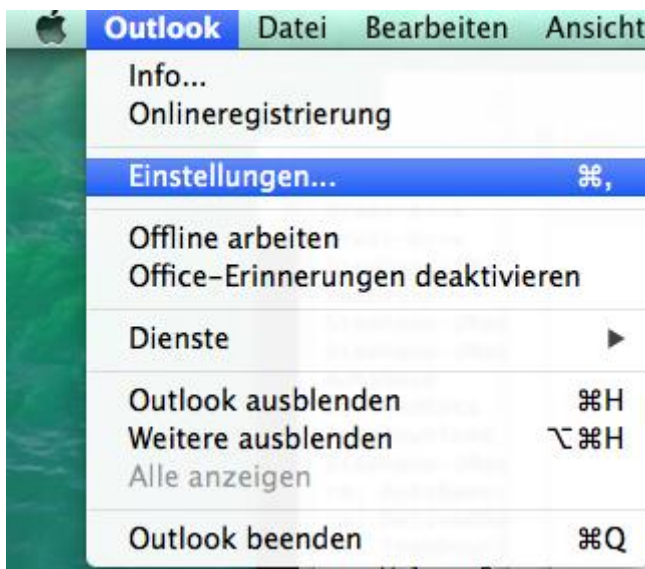 Outlook Datei Bearbeiten Ansicht
Info...
Onlineregistrierung
Einstellungen... ⌘,
Offline arbeiten
Office-Erinnerungen deaktivieren
Dienste ▶
Outlook ausblenden ⌘H
Weitere ausblenden ⌥⌘H
Alle anzeigen
Outlook beenden ⌘Q